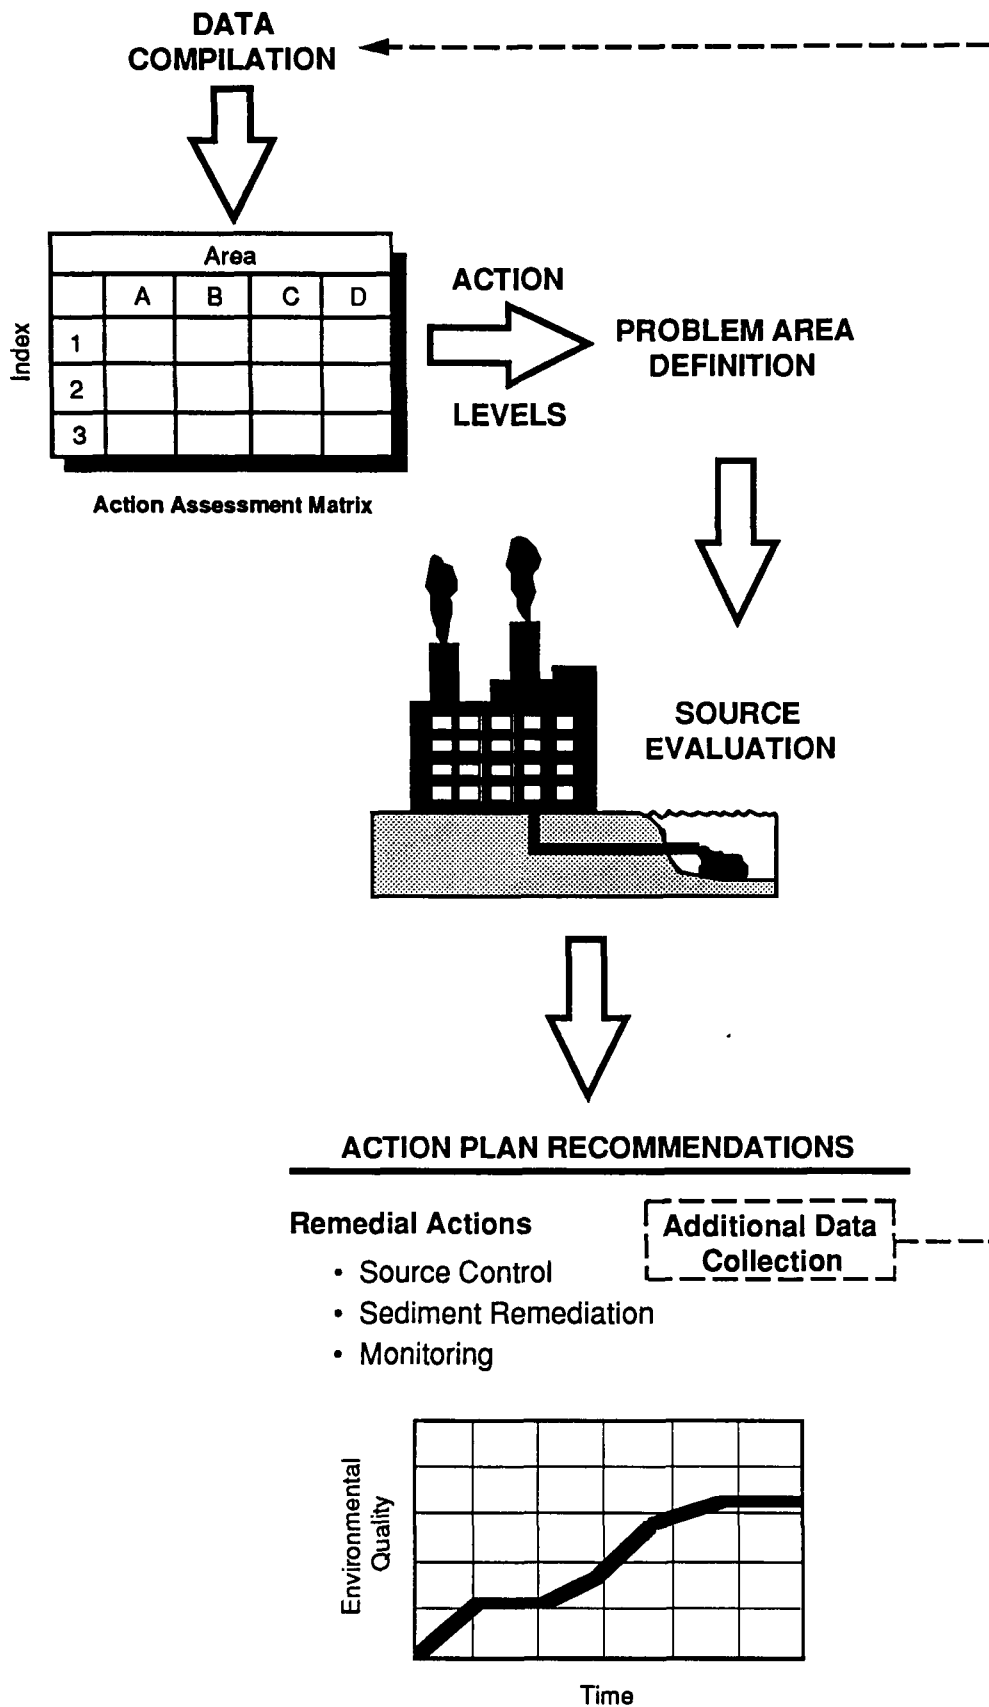 DATA
COMPILATION
Area
A B C D
Index
1
2
3
Action Assessment Matrix
ACTION
LEVELS
PROBLEM AREA
DEFINITION
SOURCE
EVALUATION
ACTION PLAN RECOMMENDATIONS
Remedial Actions
• Source Control
• Sediment Remediation
• Monitoring
Additional Data
Collection
Environmental
Quality
Time